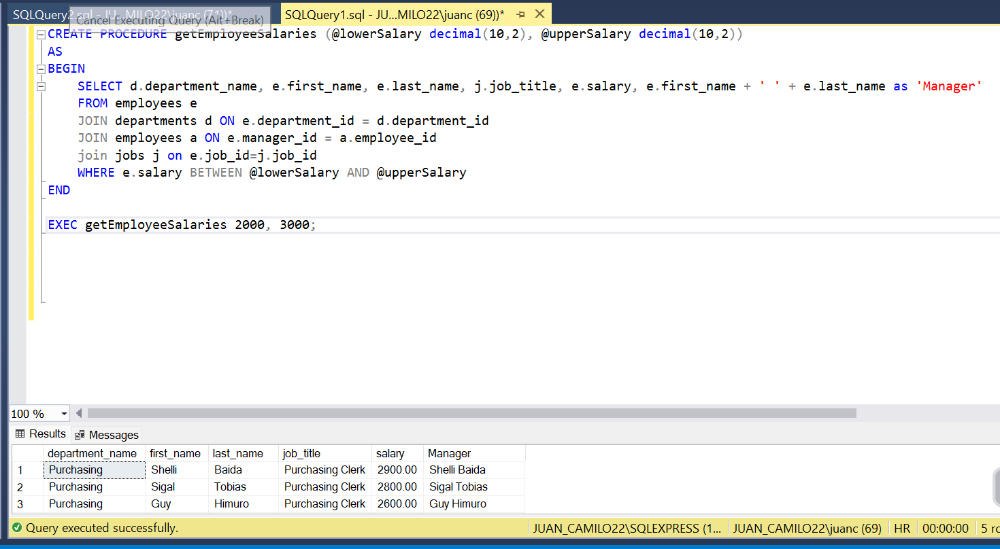 SQLQuery2.sql - JU...MILO22\juanc (71))*
Cancel Executing Query (Alt+Break)
SQLQuery1.sql - JU...MILO22\juanc (69))*
CREATE PROCEDURE getEmployeeSalaries (@lowerSalary decimal(10,2), @upperSalary decimal(10,2))
AS
BEGIN
SELECT d.department_name, e.first_name, e.last_name, j.job_title, e.salary, e.first_name + ' ' + e.last_name as 'Manager'
FROM employees e
JOIN departments d ON e.department_id = d.department_id
JOIN employees a ON e.manager_id = a.employee_id
join jobs j on e.job_id=j.job_id
WHERE e.salary BETWEEN @lowerSalary AND @upperSalary
END
EXEC getEmployeeSalaries 2000, 3000;
100 %
Results Messages
department_name first_name last_name job_title salary Manager
1 Purchasing Shelli Baida Purchasing Clerk 2900.00 Shelli Baida
2 Purchasing Sigal Tobias Purchasing Clerk 2800.00 Sigal Tobias
3 Purchasing Guy Himuro Purchasing Clerk 2600.00 Guy Himuro
Query executed successfully. JUAN_CAMILO22\SQLEXPRESS (1... JUAN_CAMILO22\juanc (69) HR 00:00:00 5